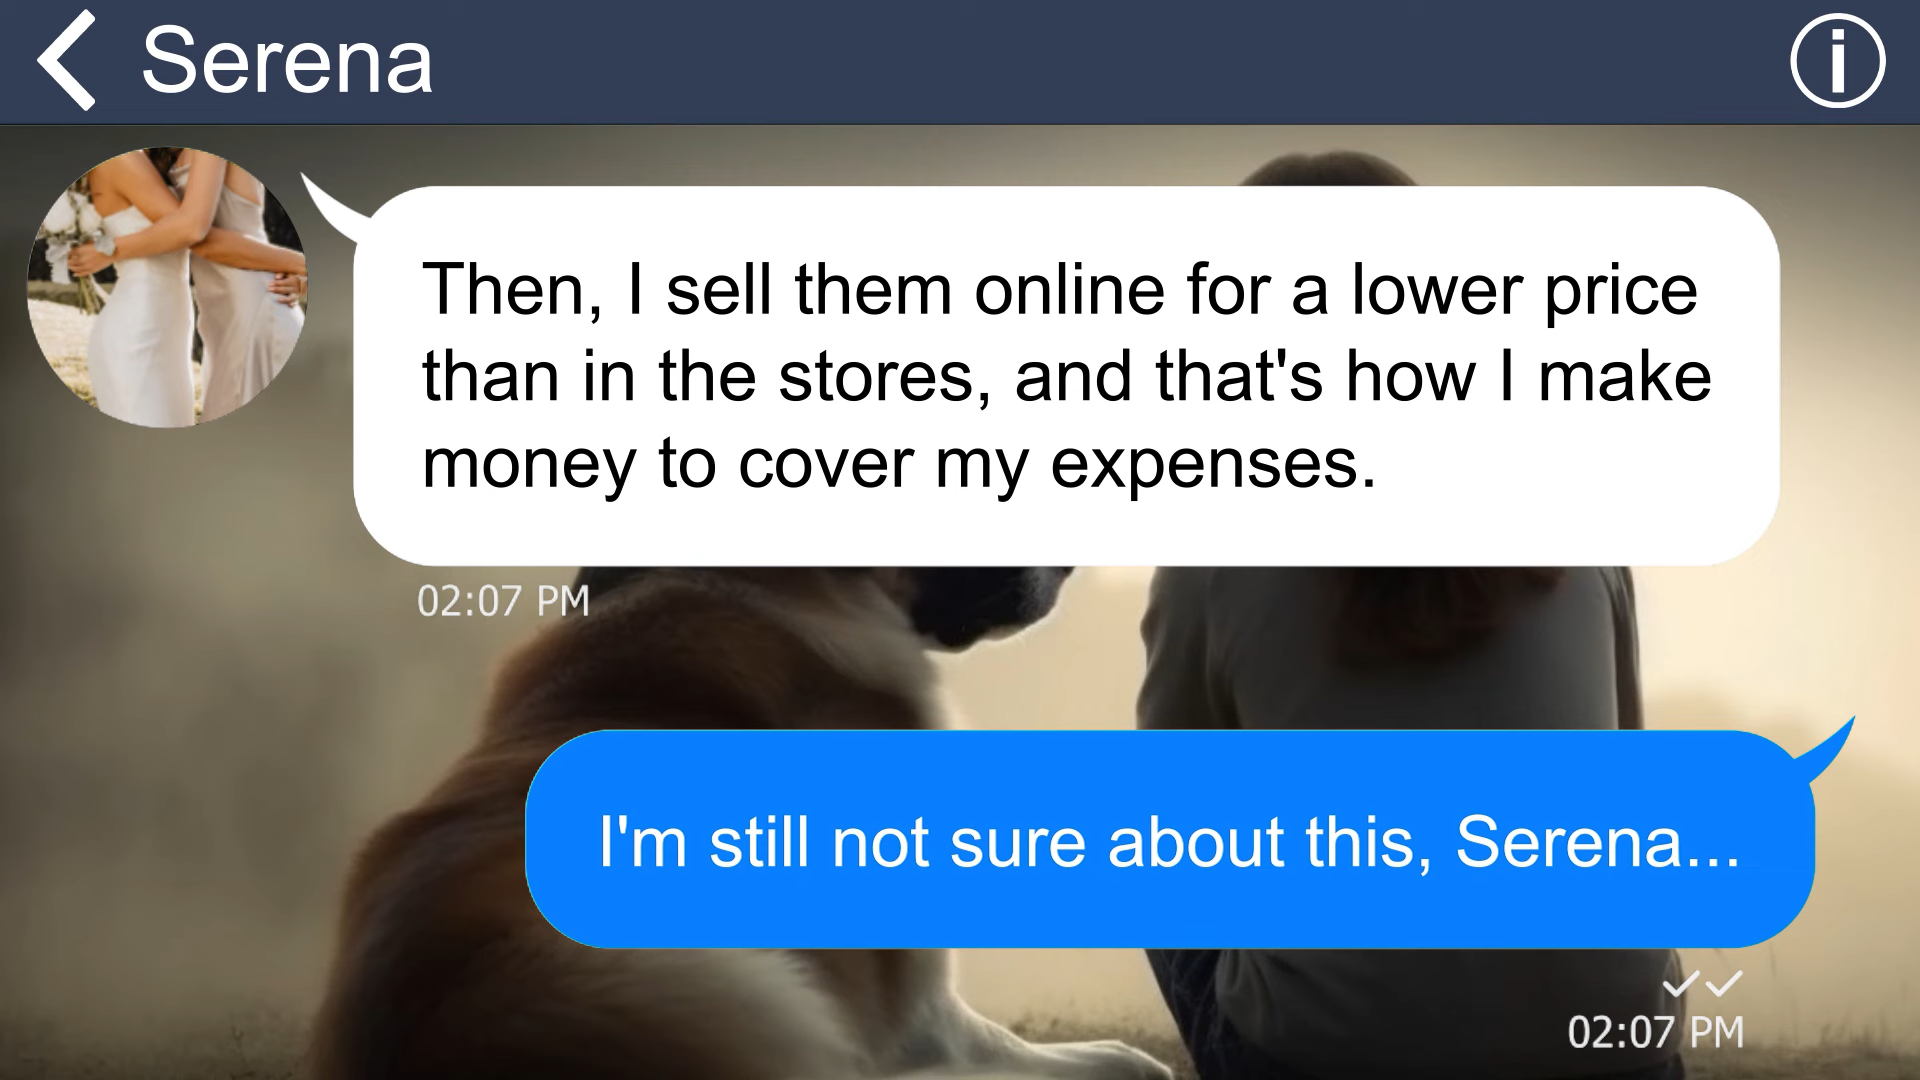 Serena
Then, I sell them online for a lower price
than in the stores, and that's how I make
money to cover my expenses.
02:07 PM
I'm still not sure about this, Serena...
02:07 PM